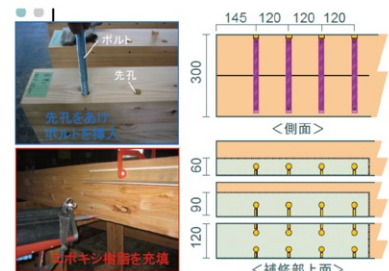 ボルト
先孔
先孔をあけ
ボルトを挿入
エポキシ樹脂を充填
145 120 120 120
300
<側面>
60
90
120
<補修部上面>